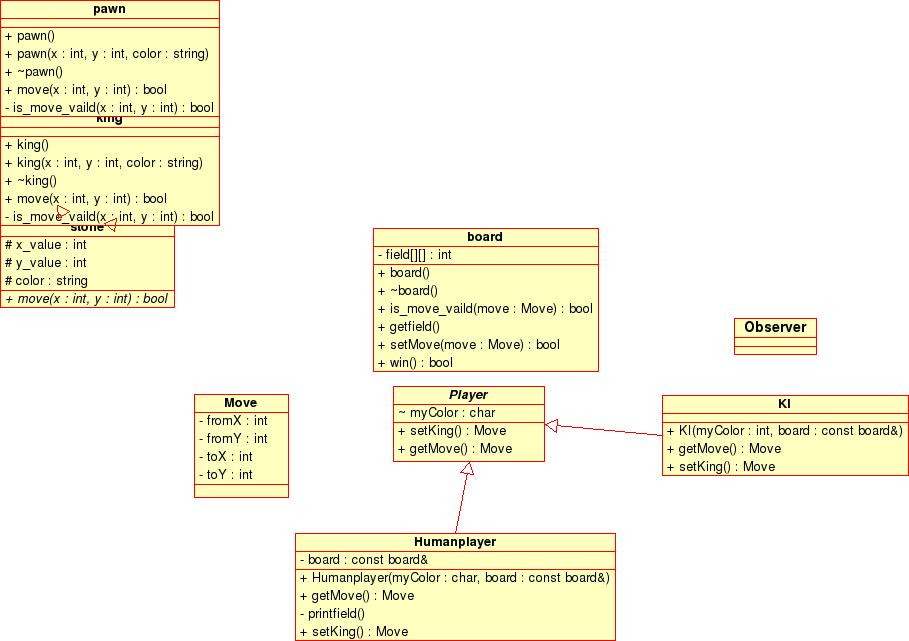 pawn
+ pawn()
+ pawn(x : int, y : int, color : string)
+ ~pawn()
+ move(x : int, y : int) : bool
- is_move_vaild(x : int, y : int) : bool
king
+ king()
+ king(x : int, y : int, color : string)
+ ~king()
+ move(x : int, y : int) : bool
- is_move_vaild(x : int, y : int) : bool
stone
# x_value : int
# y_value : int
# color : string
+ move(x : int, y : int) : bool
board
- field[][] : int
+ board()
+ ~board()
+ is_move_vaild(move : Move) : bool
+ getfield()
+ setMove(move : Move) : bool
+ win() : bool
Observer
Move
- fromX : int
- fromY : int
- toX : int
- toY : int
Player
~ myColor : char
+ setKing() : Move
+ getMove() : Move
KI
+ KI(myColor : int, board : const board&)
+ getMove() : Move
+ setKing() : Move
Humanplayer
- board : const board&
+ Humanplayer(myColor : char, board : const board&)
+ getMove() : Move
- printfield()
+ setKing() : Move